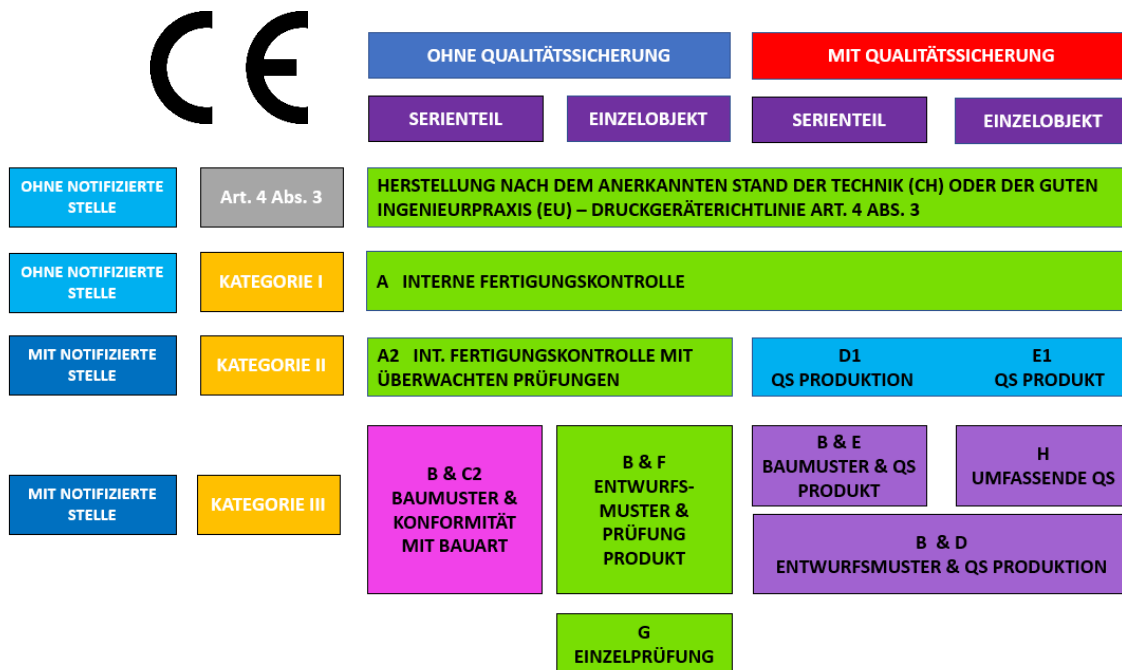 CE
OHNE QUALITÄTSSICHERUNG
MIT QUALITÄTSSICHERUNG
SERIENTEIL
EINZELOBJEKT
SERIENTEIL
EINZELOBJEKT
OHNE NOTIFIZIERTE
STELLE
Art. 4 Abs. 3
HERSTELLUNG NACH DEM ANERKANNTEN STAND DER TECHNIK (CH) ODER DER GUTEN
INGENIEURPRAXIS (EU) – DRUCKGERÄTERICHTLINIE ART. 4 ABS. 3
OHNE NOTIFIZIERTE
STELLE
KATEGORIE I
A INTERNE FERTIGUNGSKONTROLLE
MIT NOTIFIZIERTE
STELLE
KATEGORIE II
A2 INT. FERTIGUNGSKONTROLLE MIT
ÜBERWACHTEN PRÜFUNGEN
D1
QS PRODUKTION
E1
QS PRODUKT
MIT NOTIFIZIERTE
STELLE
KATEGORIE III
B & C2
BAUMUSTER &
KONFORMITÄT
MIT BAUART
B & F
ENTWURFS-
MUSTER &
PRÜFUNG
PRODUKT
B & E
BAUMUSTER & QS
PRODUKT
H
UMFASSENDE QS
B & D
ENTWURFSMUSTER & QS PRODUKTION
G
EINZELPRÜFUNG